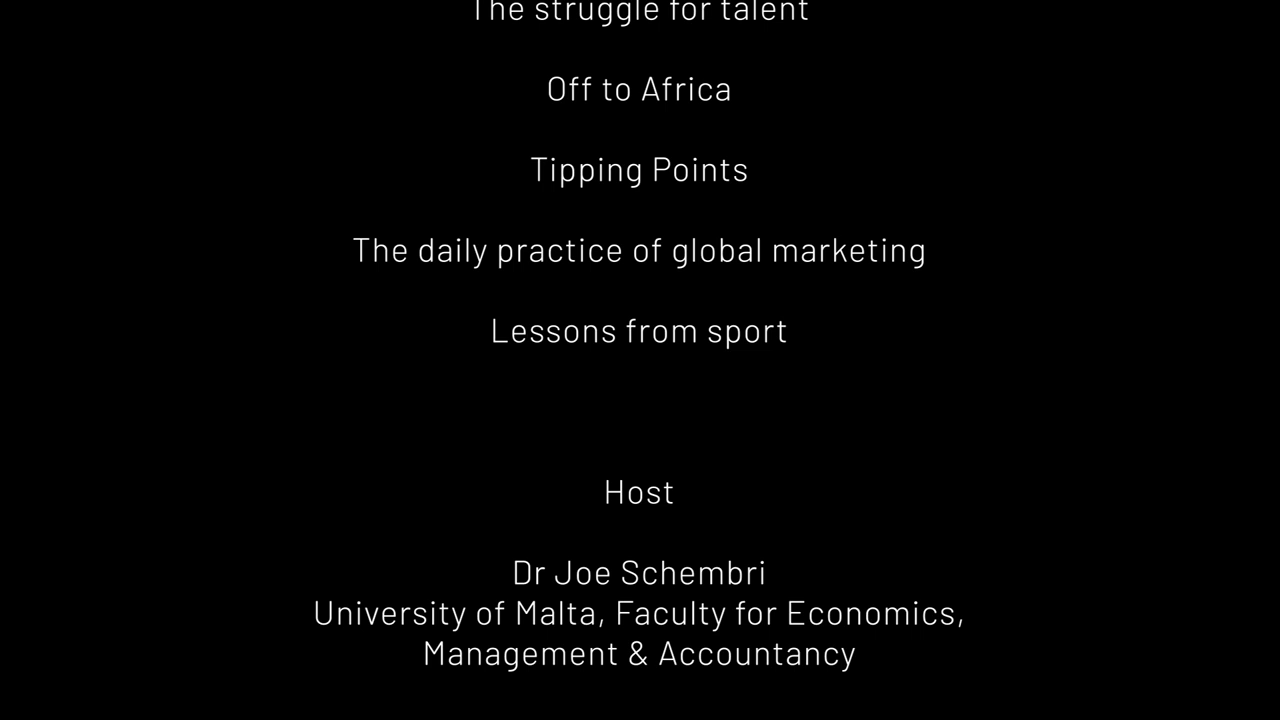 The struggle for talent
Off to Africa
Tipping Points
The daily practice of global marketing
Lessons from sport
Host
Dr Joe Schembri
University of Malta, Faculty for Economics,
Management & Accountancy